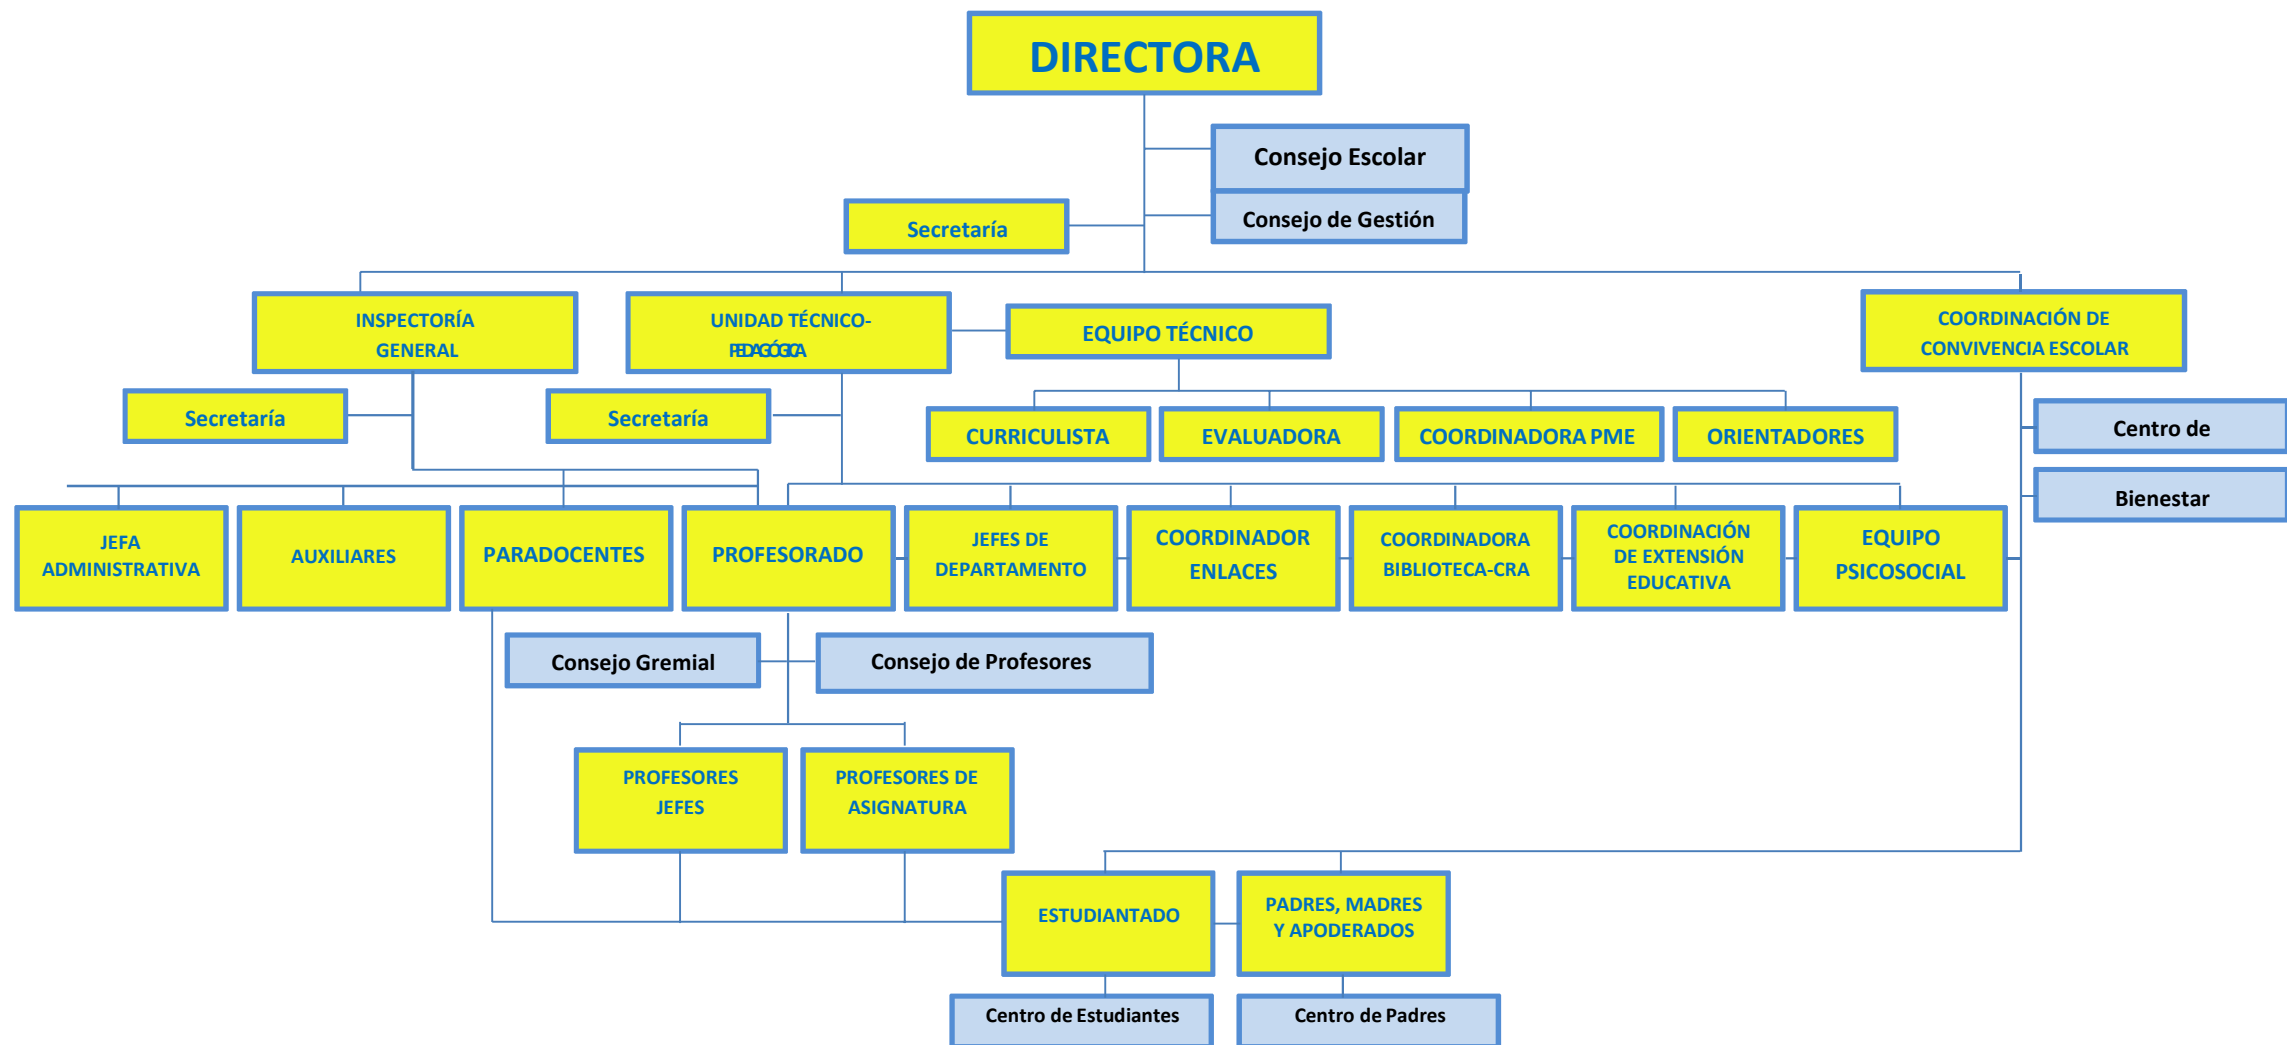 DIRECTORA
Consejo Escolar
Consejo de Gestión
Secretaría
INSPECTORÍA
GENERAL
UNIDAD TÉCNICO-
EQUIPO TÉCNICO
COORDINACIÓN DE
CONVIVENCIA ESCOLAR
Secretaría
Secretaría
CURRICULISTA
EVALUADORA
COORDINADORA PME
ORIENTADORES
Centro de
Bienestar
JEFA
ADMINISTRATIVA
AUXILIARES
PARADOCENTES
PROFESORADO
JEFES DE
DEPARTAMENTO
COORDINADOR
ENLACES
COORDINADORA
BIBLIOTECA-CRA
COORDINACIÓN
DE EXTENSIÓN
EDUCATIVA
EQUIPO
PSICOSOCIAL
Consejo Gremial
Consejo de Profesores
PROFESORES
JEFES
PROFESORES DE
ASIGNATURA
ESTUDIANTADO
PADRES, MADRES
Y APODERADOS
Centro de Estudiantes
Centro de Padres